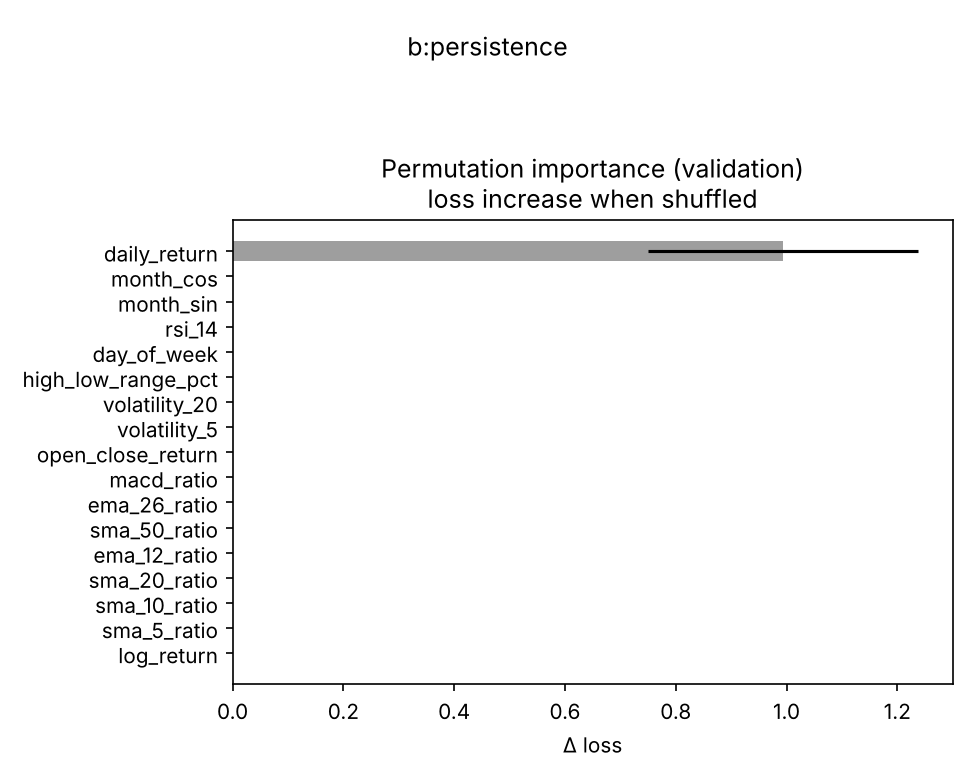 b:persistence
Permutation importance (validation)
loss increase when shuffled
daily_return
month_cos
month_sin
rsi_14
day_of_week
high_low_range_pct
volatility_20
volatility_5
open_close_return
macd_ratio
ema_26_ratio
sma_50_ratio
ema_12_ratio
sma_20_ratio
sma_10_ratio
sma_5_ratio
log_return
0.0 0.2 0.4 0.6 0.8 1.0 1.2
Δ loss